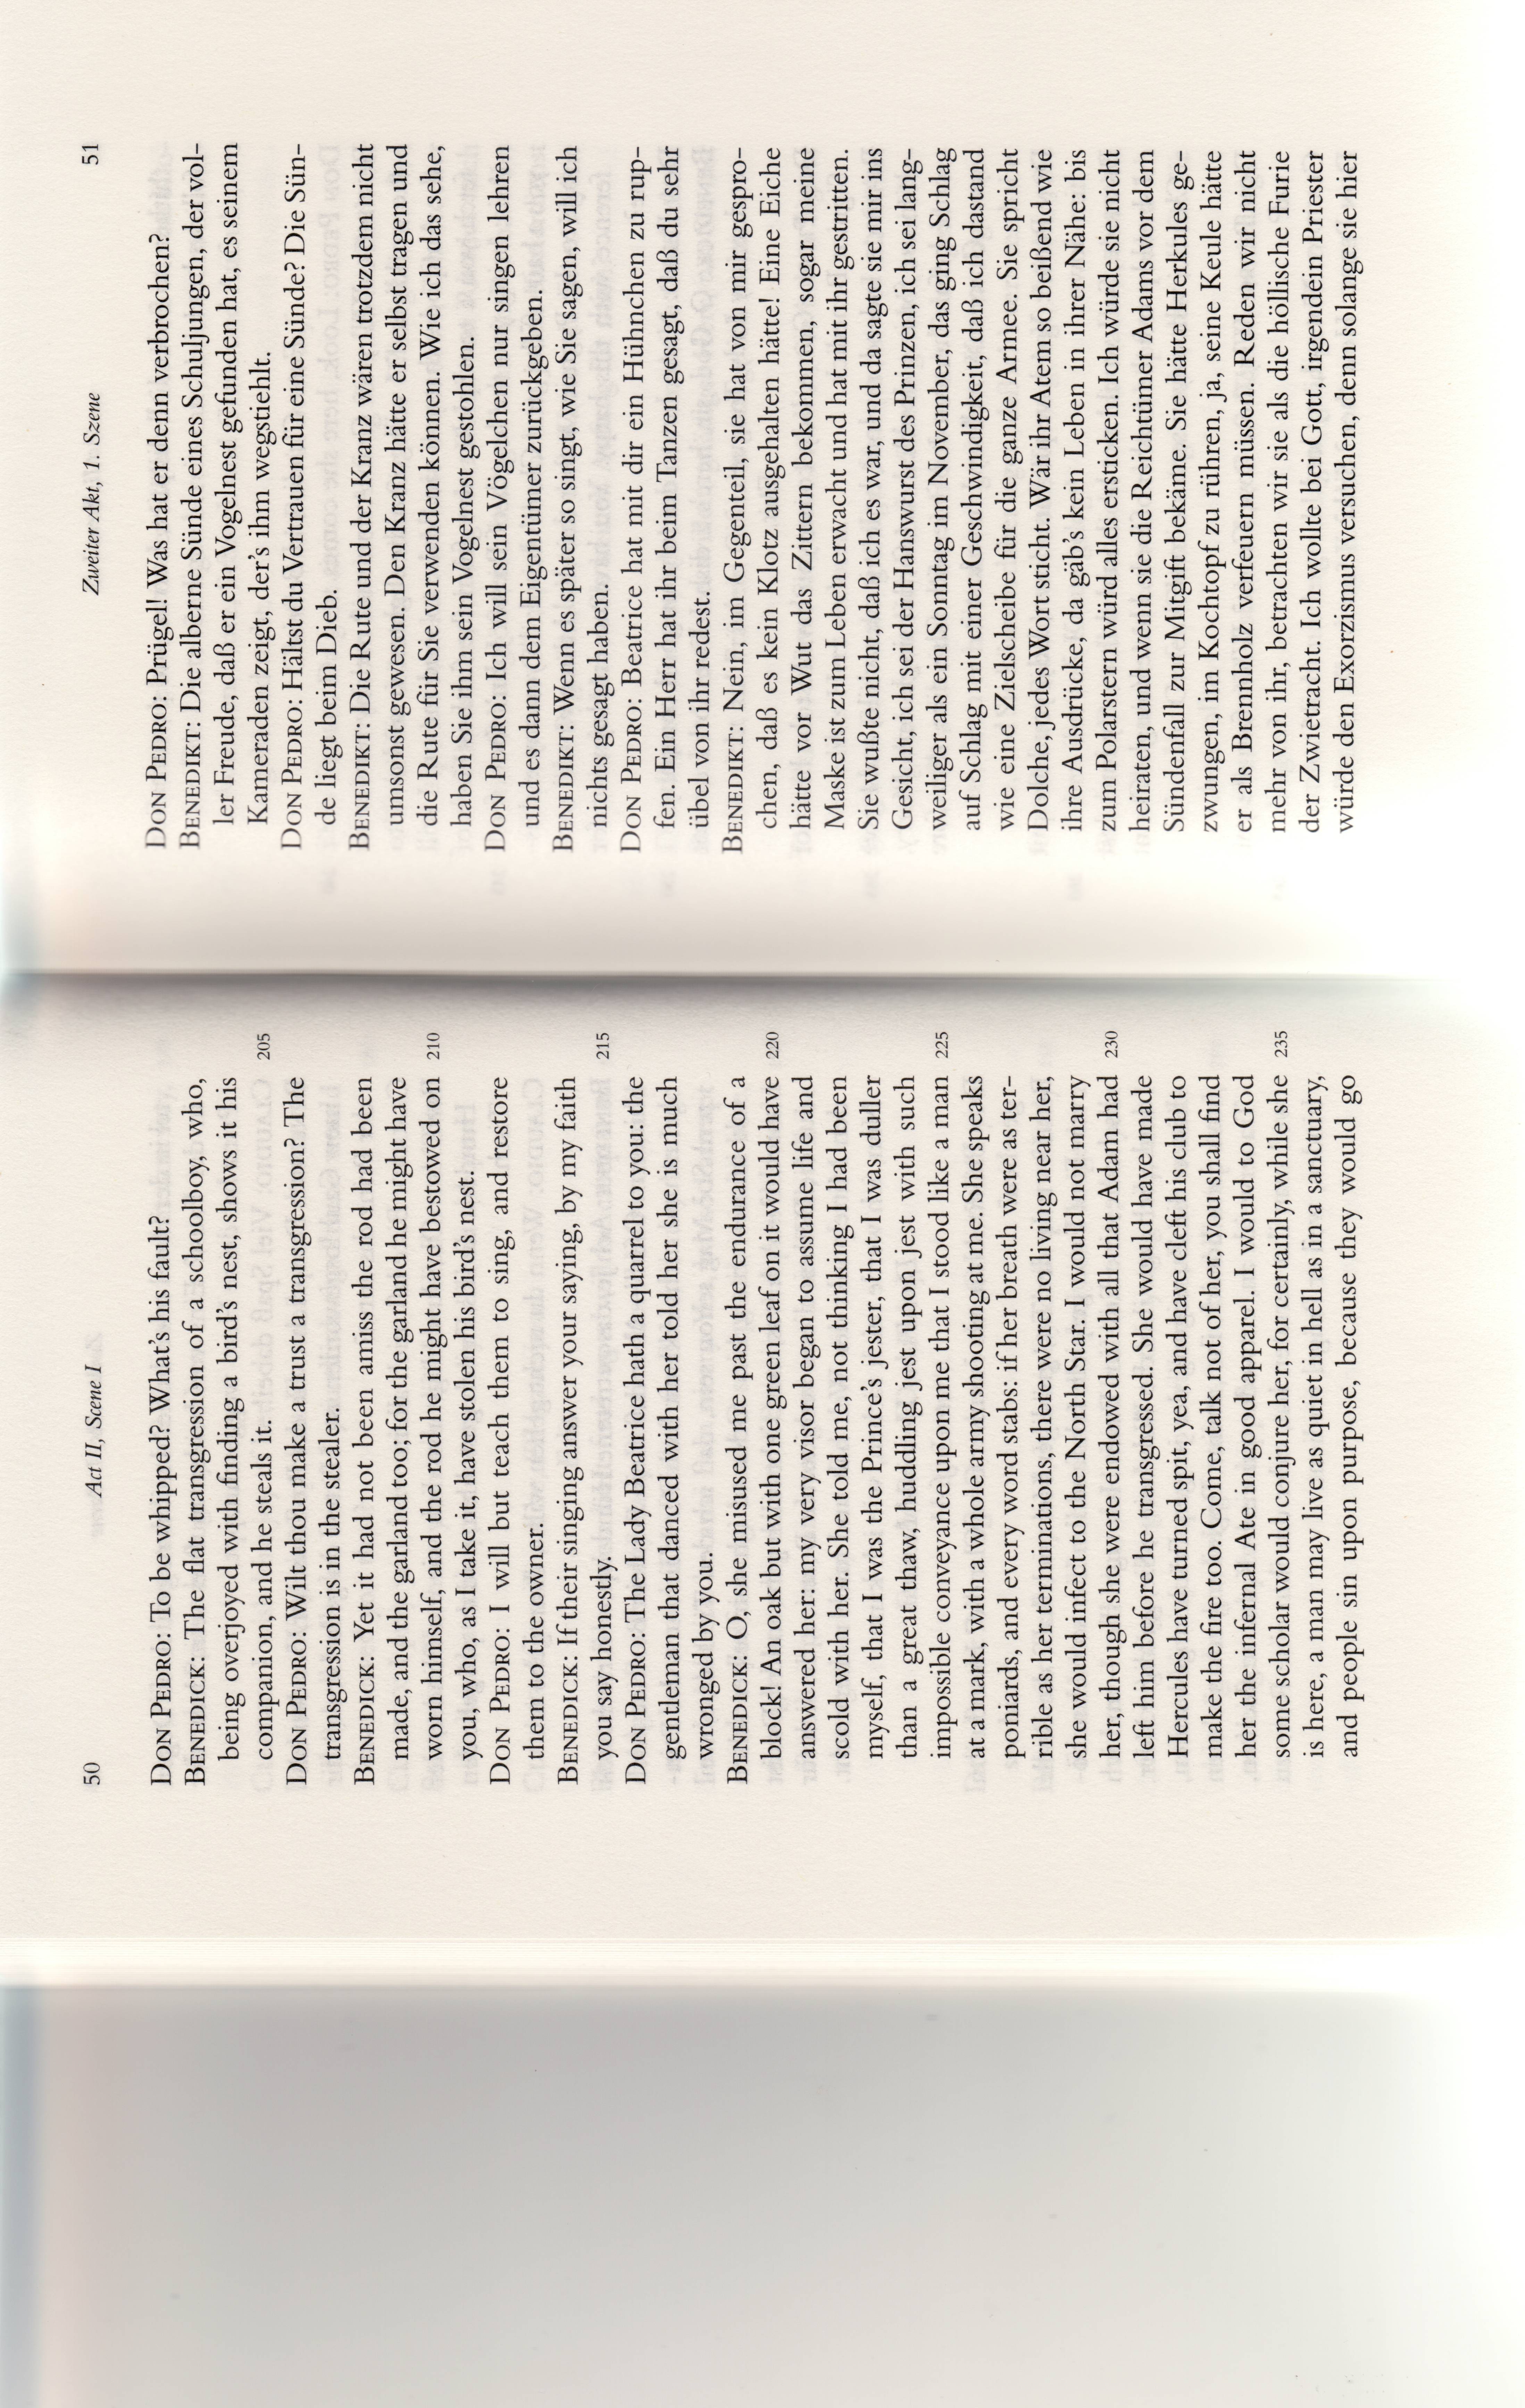 50
Act II, Scene I
DON PEDRO: To be whipped? What's his fault?
BENEDICK: The flat transgression of a schoolboy, who,
being overjoyed with finding a bird's nest, shows it his
companion, and he steals it.
205
DON PEDRO: Wilt thou make a trust a transgression? The
transgression is in the stealer.
BENEDICK: Yet it had not been amiss the rod had been
made, and the garland too; for the garland he might have
worn himself, and the rod he might have bestowed on
210
you, who, as I take it, have stolen his bird's nest.
DON PEDRO: I will but teach them to sing, and restore
them to the owner.
BENEDICK: If their singing answer your saying, by my faith
you say honestly.
215
DON PEDRO: The Lady Beatrice hath a quarrel to you: the
gentleman that danced with her told her she is much
wronged by you.
BENEDICK: O, she misused me past the endurance of a
block! An oak but with one green leaf on it would have
220
answered her: my very visor began to assume life and
scold with her. She told me, not thinking I had been
myself, that I was the Prince's jester, that I was duller
than a great thaw, huddling jest upon jest with such
impossible conveyance upon me that I stood like a man
225
at a mark, with a whole army shooting at me. She speaks
poniards, and every word stabs: if her breath were as ter-
rible as her terminations, there were no living near her,
she would infect to the North Star. I would not marry
her, though she were endowed with all that Adam had
230
left him before he transgressed. She would have made
Hercules have turned spit, yea, and have cleft his club to
make the fire too. Come, talk not of her, you shall find
her the infernal Ate in good apparel. I would to God
some scholar would conjure her, for certainly, while she
235
is here, a man may live as quiet in hell as in a sanctuary,
and people sin upon purpose, because they would go
Zweiter Akt, 1. Szene
51
DON PEDRO: Prügel! Was hat er denn verbrochen?
BENEDIKT: Die alberne Sünde eines Schuljungen, der vol-
ler Freude, daß er ein Vogelnest gefunden hat, es seinem
Kameraden zeigt, der's ihm wegstiehlt.
DON PEDRO: Hältst du Vertrauen für eine Sünde? Die Sün-
de liegt beim Dieb.
BENEDIKT: Die Rute und der Kranz wären trotzdem nicht
umsonst gewesen. Den Kranz hätte er selbst tragen und
die Rute für Sie verwenden können. Wie ich das sehe,
haben Sie ihm sein Vogelnest gestohlen.
DON PEDRO: Ich will sein Vögelchen nur singen lehren
und es dann dem Eigentümer zurückgeben.
BENEDIKT: Wenn es später so singt, wie Sie sagen, will ich
nichts gesagt haben.
DON PEDRO: Beatrice hat mit dir ein Hühnchen zu rup-
fen. Ein Herr hat ihr beim Tanzen gesagt, daß du sehr
übel von ihr redest.
BENEDIKT: Nein, im Gegenteil, sie hat von mir gespro-
chen, daß es kein Klotz ausgehalten hätte! Eine Eiche
hätte vor Wut das Zittern bekommen, sogar meine
Maske ist zum Leben erwacht und hat mit ihr gestritten.
Sie wußte nicht, daß ich es war, und da sagte sie mir ins
Gesicht, ich sei der Hanswurst des Prinzen, ich sei lang-
weiliger als ein Sonntag im November, das ging Schlag
auf Schlag mit einer Geschwindigkeit, daß ich dastand
wie eine Zielscheibe für die ganze Armee. Sie spricht
Dolche, jedes Wort sticht. Wär ihr Atem so beißend wie
ihre Ausdrücke, da gäb's kein Leben in ihrer Nähe: bis
zum Polarstern würd alles ersticken. Ich würde sie nicht
heiraten, und wenn sie die Reichtümer Adams vor dem
Sündenfall zur Mitgift bekäme. Sie hätte Herkules ge-
zwungen, im Kochtopf zu rühren, ja, seine Keule hätte
er als Brennholz verfeuern müssen. Reden wir nicht
mehr von ihr, betrachten wir sie als die höllische Furie
der Zwietracht. Ich wollte bei Gott, irgendein Priester
würde den Exorzismus versuchen, denn solange sie hier